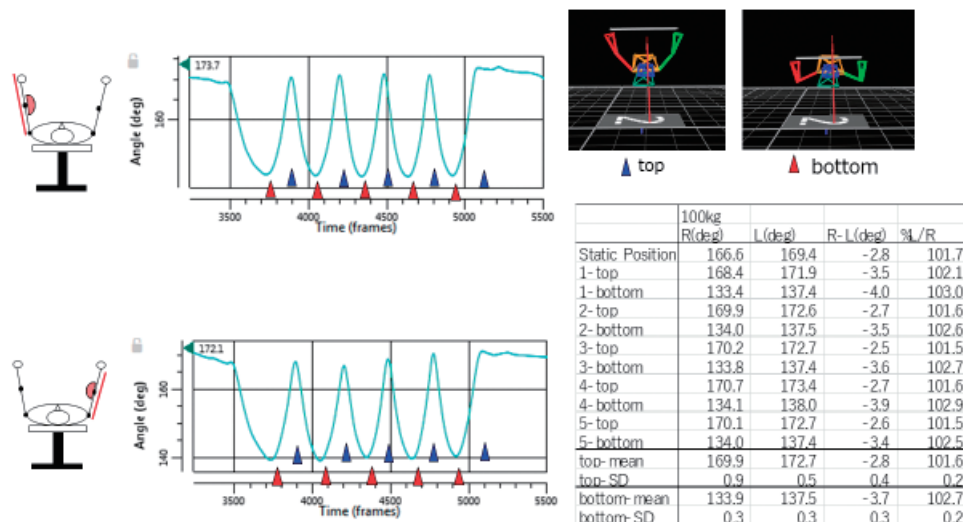 173.7
160
Angle (deg)
3500 4000 4500 5000 5500
Time (frames)
top
bottom
172.1
160
140
Angle (deg)
3500 4000 4500 5000 5500
Time (frames)
100kg
R(deg) L(deg) R-L(deg) %L/R
Static Position 166.6 169.4 -2.8 101.7
1-top 168.4 171.9 -3.5 102.1
1-bottom 133.4 137.4 -4.0 103.0
2-top 169.9 172.6 -2.7 101.6
2-bottom 134.0 137.5 -3.5 102.6
3-top 170.2 172.7 -2.5 101.5
3-bottom 133.8 137.4 -3.6 102.7
4-top 170.7 173.4 -2.7 101.6
4-bottom 134.1 138.0 -3.9 102.9
5-top 170.1 172.7 -2.6 101.5
5-bottom 134.0 137.4 -3.4 102.5
top-mean 169.9 172.7 -2.8 101.6
top-SD 0.9 0.5 0.4 0.2
bottom-mean 133.9 137.5 -3.7 102.7
bottom-SD 0.3 0.3 0.3 0.2